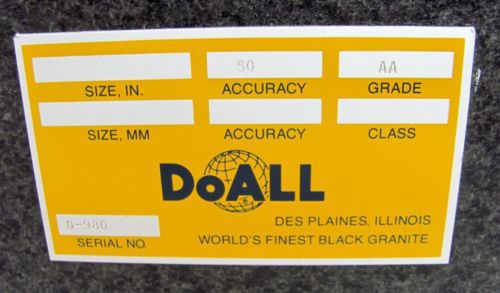 50 AA
SIZE, IN. ACCURACY GRADE
SIZE, MM ACCURACY CLASS
DoALL
DES PLAINES, ILLINOIS
D-980
SERIAL NO. WORLD'S FINEST BLACK GRANITE